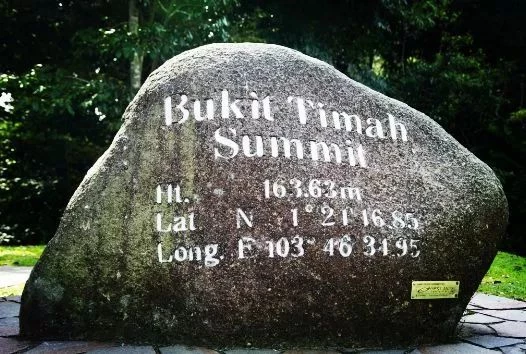 Bukit Timah
Summit
Ht. 163.63m
Lat N 1° 21 16.85
Long. E 103° 46 34.95